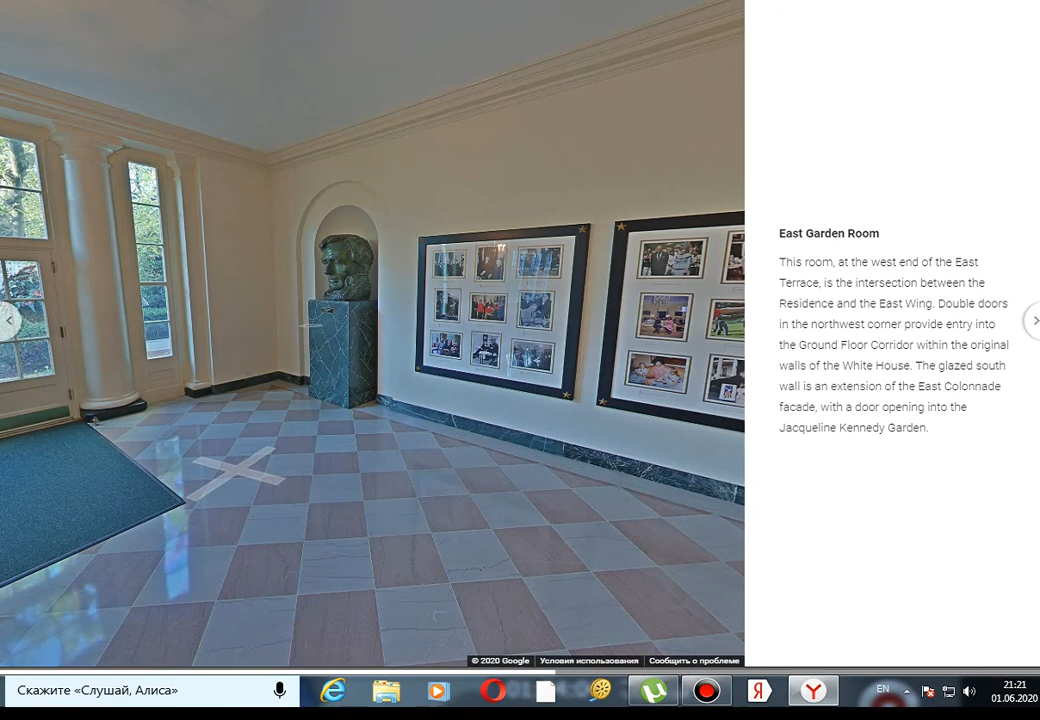 East Garden Room
This room, at the west end of the East
Terrace, is the intersection between the
Residence and the East Wing. Double doors
in the northwest corner provide entry into
the Ground Floor Corridor within the original
walls of the White House. The glazed south
wall is an extension of the East Colonnade
facade, with a door opening into the
Jacqueline Kennedy Garden.
© 2020 Google Условия использования Сообщить о проблеме
Скажите «Слушай, Алиса»
EN
21:21
01.06.2020